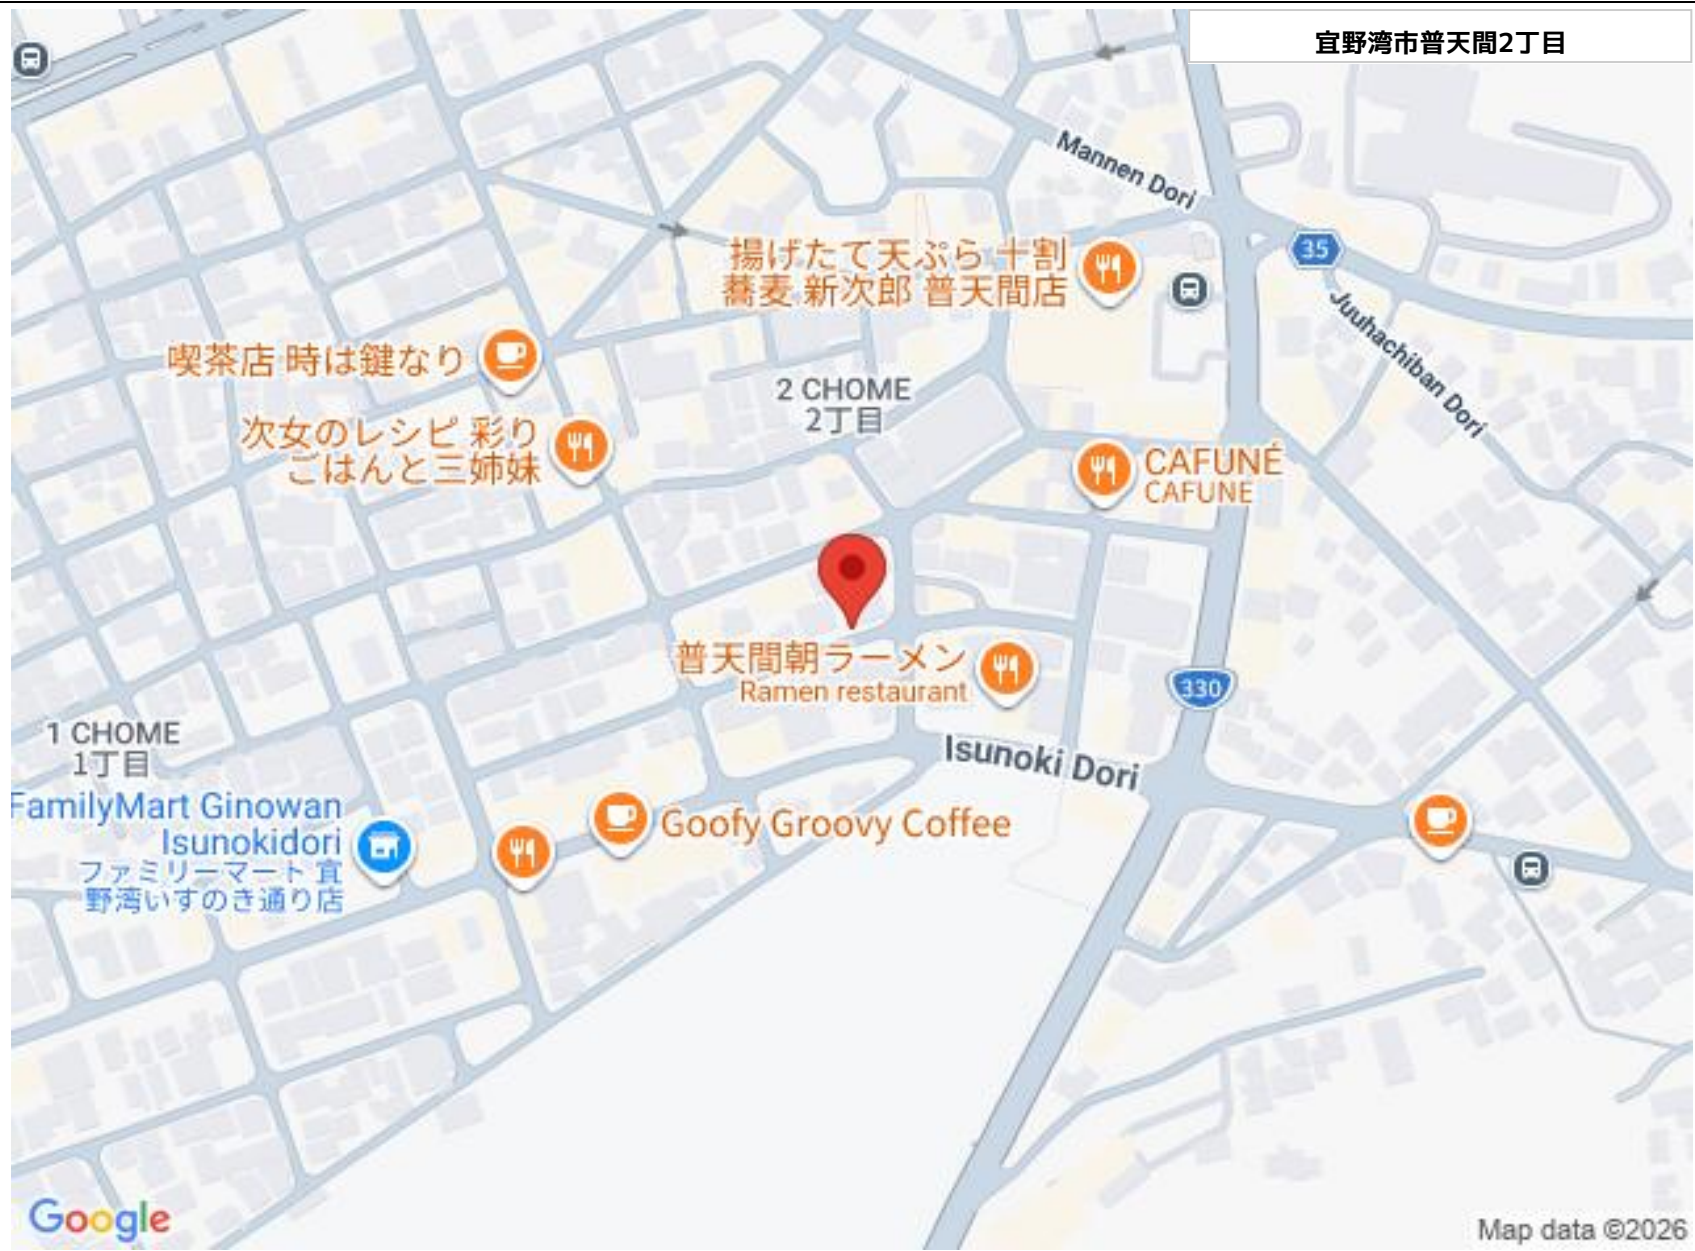 宜野湾市普天間2丁目
Mannen Dori
35
揚げたて天ぷら 十割
蕎麦 新次郎 普天間店
Juuhachiban Dori
喫茶店 時は鍵なり
2 CHOME
2丁目
次女のレシピ 彩り
ごはんと三姉妹
CAFUNÉ
CAFUNE
普天間朝ラーメン
Ramen restaurant
330
1 CHOME
1丁目
Isunoki Dori
FamilyMart Ginowan
Isunokidori
ファミリーマート 宜
野湾いすのき通り店
Goofy Groovy Coffee
Google
Map data ©2026